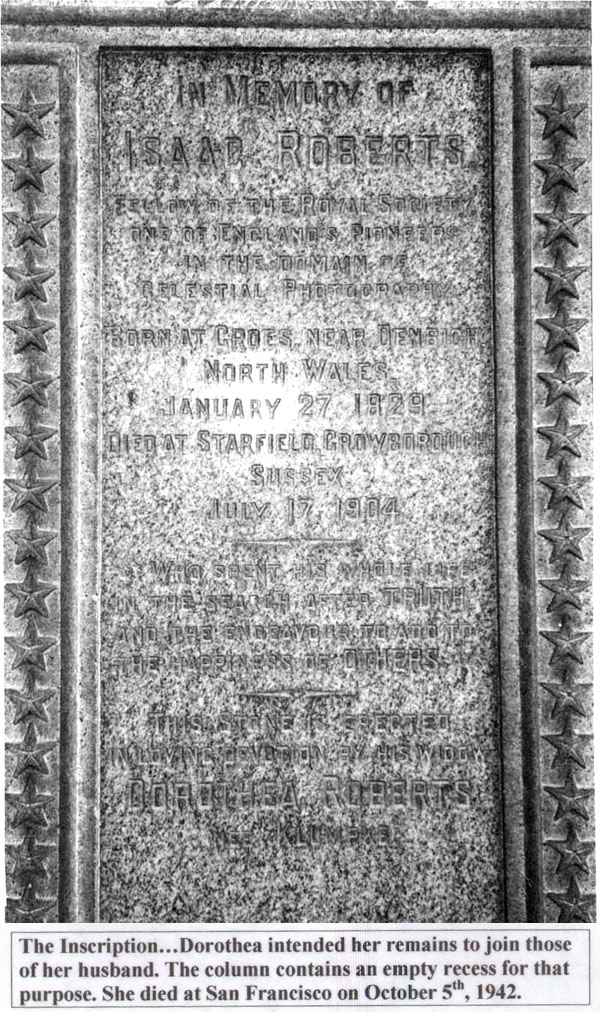 IN MEMORY OF
ISAAC ROBERTS
FELLOW OF THE ROYAL SOCIETY
ONE OF ENGLAND'S PIONEERS
IN THE DOMAIN OF
CELESTIAL PHOTOGRAPHY
BORN AT GROES, NEAR DENBIGH
NORTH WALES
JANUARY 27 1829
DIED AT STARFIELD, CROWBOROUGH
SUSSEX
JULY 17 1904
WHO SPENT HIS WHOLE LIFE
IN THE SEARCH AFTER TRUTH
AND THE ENDEAVOUR TO ADD TO
THE HAPPINESS OF OTHERS
THIS STONE IS ERECTED
IN LOVING DEVOTION BY HIS WIDOW
DOROTHEA ROBERTS
NEE KLUMPKE
The Inscription...Dorothea intended her remains to join those
of her husband. The column contains an empty recess for that
purpose. She died at San Francisco on October 5th, 1942.